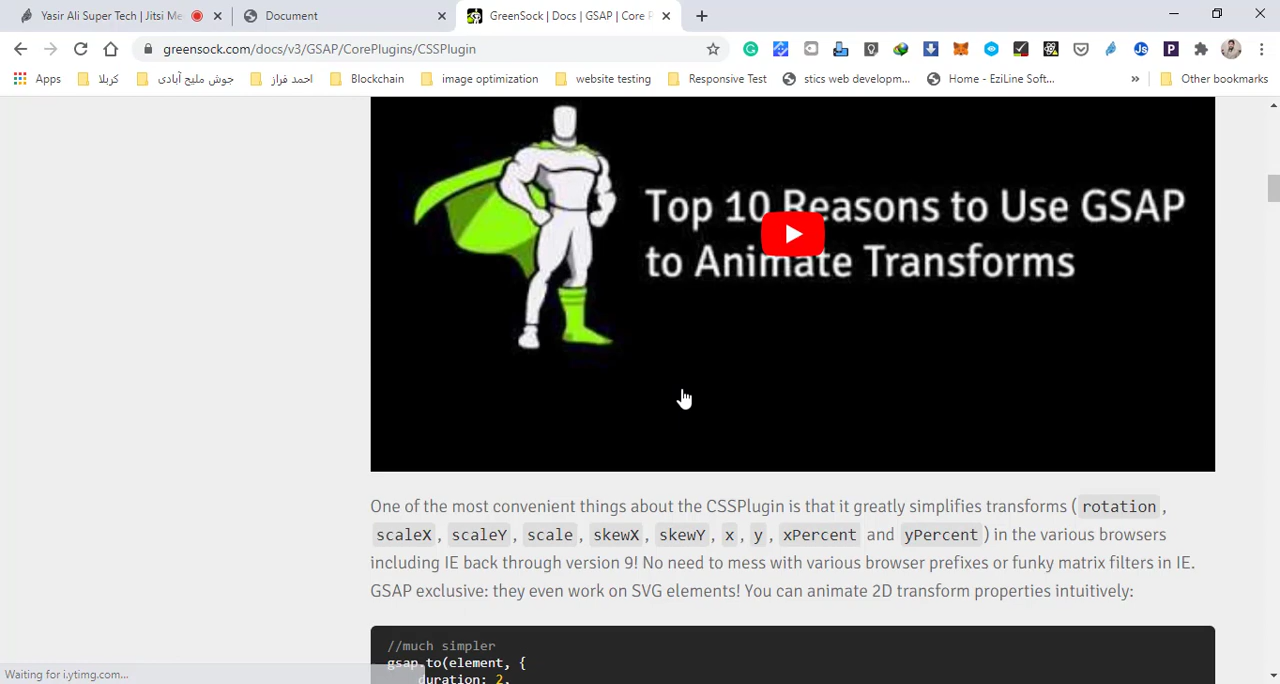 Yasir Ali Super Tech | Jitsi Me
Document
GreenSock | Docs | GSAP | Core P
greensock.com/docs/v3/GSAP/CorePlugins/CSSPlugin
Apps
کربلا
جوش ملیح آبادی
احمد فراز
Blockchain
image optimization
website testing
Responsive Test
stics web developm...
Home - EziLine Soft...
»
Other bookmarks
Top 10 Reasons to Use GSAP
to Animate Transforms
One of the most convenient things about the CSSPlugin is that it greatly simplifies transforms ( rotation ,
scaleX , scaleY , scale , skewX , skewY , x , y , xPercent and yPercent ) in the various browsers
including IE back through version 9! No need to mess with various browser prefixes or funky matrix filters in IE.
GSAP exclusive: they even work on SVG elements! You can animate 2D transform properties intuitively:
//much simpler
gsap.to(element, {
duration: 2,
Waiting for i.ytimg.com...